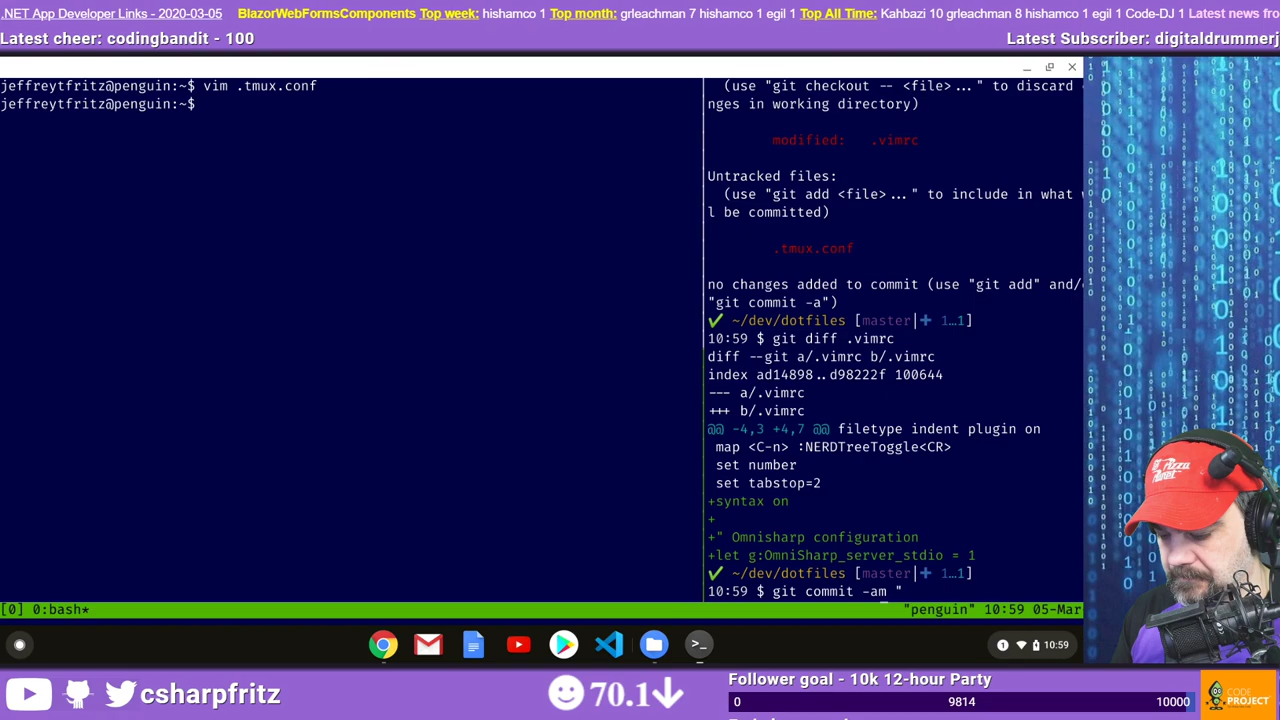 .NET App Developer Links - 2020-03-05 BlazorWebFormsComponents Top week: hishamco 1 Top month: grleachman 7 hishamco 1 egil 1 Top All Time: Kahbazi 10 grleachman 8 hishamco 1 egil 1 Code-DJ 1 Latest news fro
Latest cheer: codingbandit - 100
Latest Subscriber: digitaldrummerj
jeffreytfritz@penguin:~$ vim .tmux.conf
jeffreytfritz@penguin:~$
(use "git checkout -- <file>..." to discard
nges in working directory)
modified: .vimrc
Untracked files:
(use "git add <file>..." to include in what
l be committed)
.tmux.conf
no changes added to commit (use "git add" and/
"git commit -a")
✔ ~/dev/dotfiles [master|✚ 1…1]
10:59 $ git diff .vimrc
diff --git a/.vimrc b/.vimrc
index ad14898..d98222f 100644
--- a/.vimrc
+++ b/.vimrc
@@ -4,3 +4,7 @@ filetype indent plugin on
map <C-n> :NERDTreeToggle<CR>
set number
set tabstop=2
+syntax on
+
+" Omnisharp configuration
+let g:OmniSharp_server_stdio = 1
✔ ~/dev/dotfiles [master|✚ 1…1]
10:59 $ git commit -am "
[0] 0:bash*
"penguin" 10:59 05-Mar
1 10:59
csharpfritz
70.1
Follower goal - 10k 12-hour Party
0 9814 10000
CODE
PROJECT